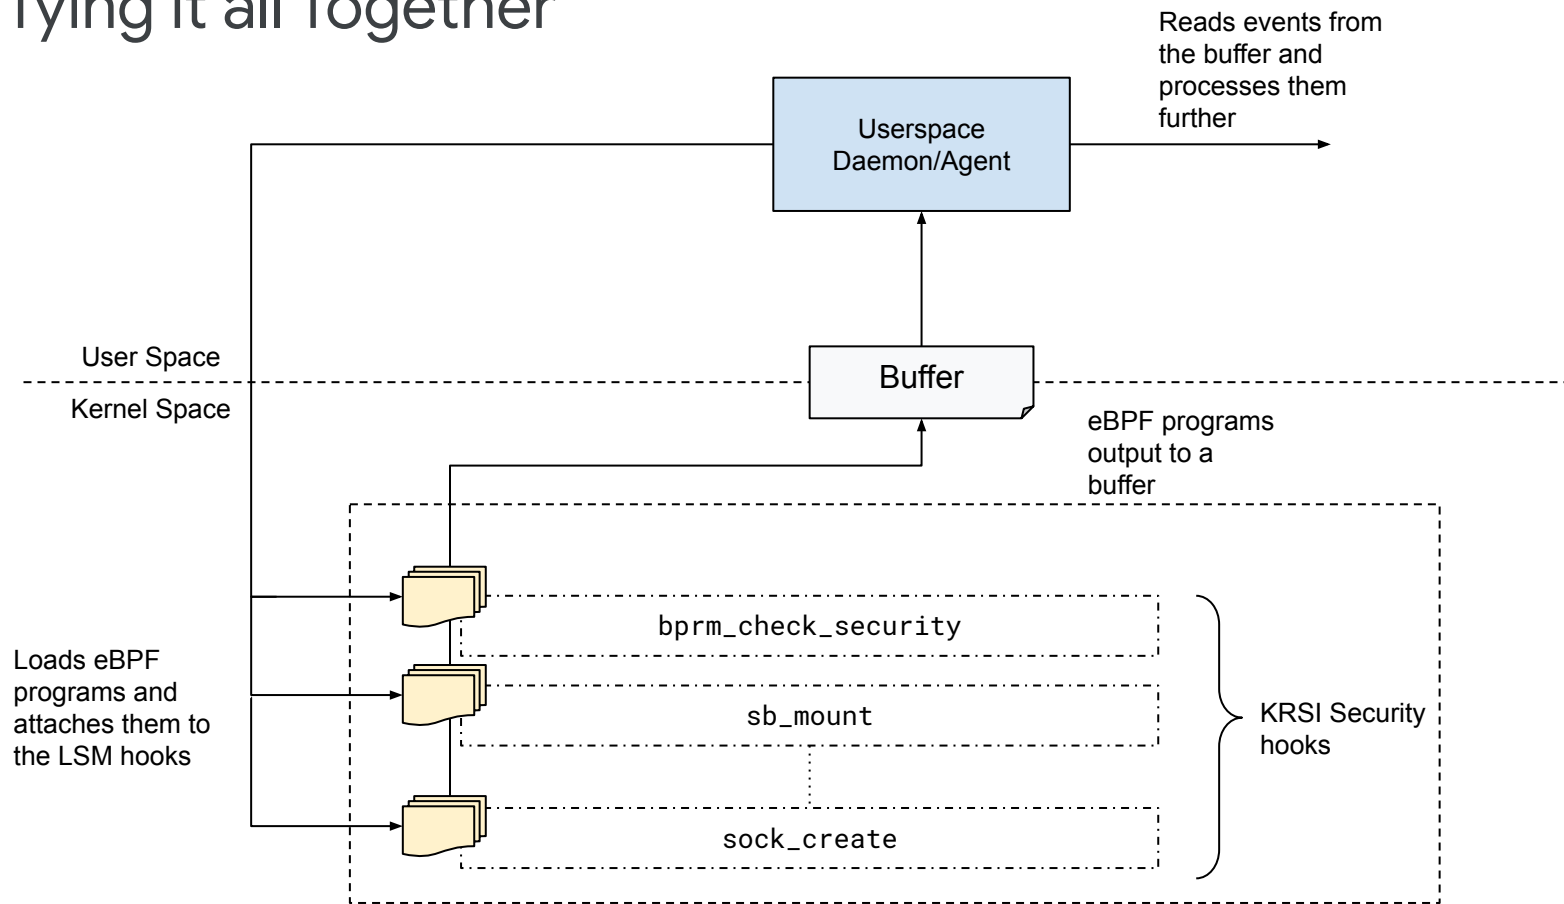 Tying it all Together
Reads events from
the buffer and
processes them
further
Userspace
Daemon/Agent
User Space
Buffer
Kernel Space
eBPF programs
output to a
buffer
bprm_check_security
Loads eBPF
programs and
attaches them to
the LSM hooks
sb_mount
KRSI Security
hooks
sock_create